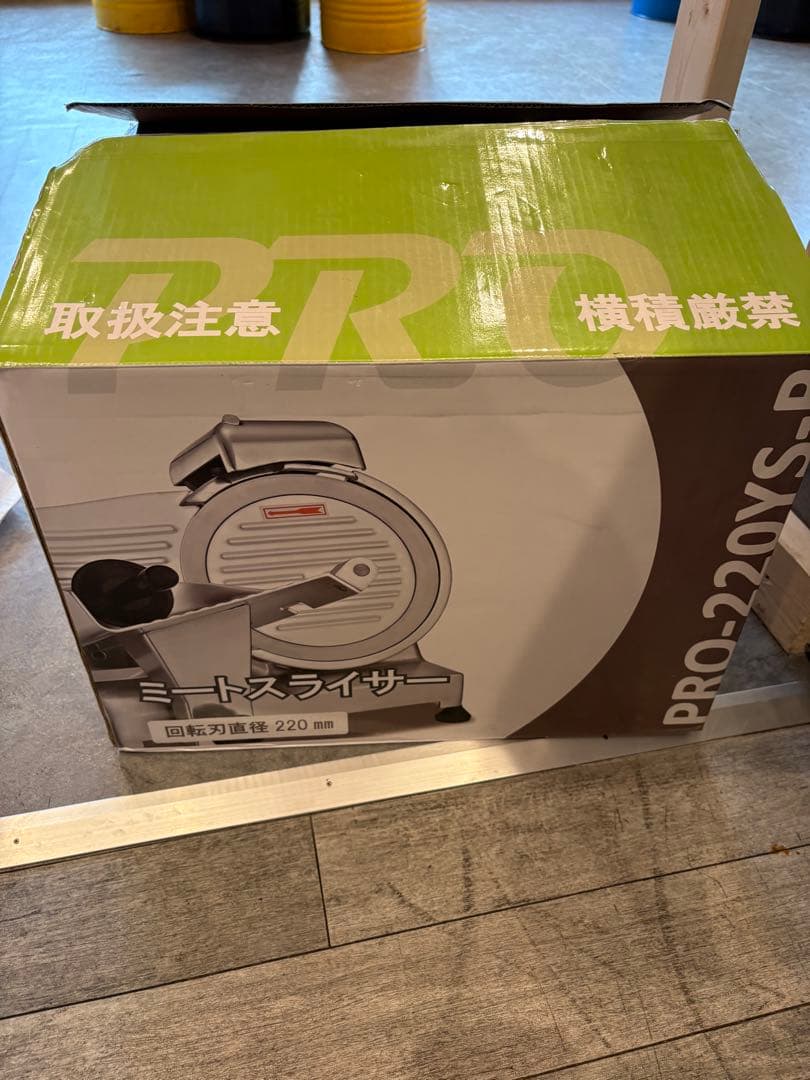 PRO
取扱注意
横積厳禁
ミートスライサー
回転刃直径 220 mm
PRO-220YS-